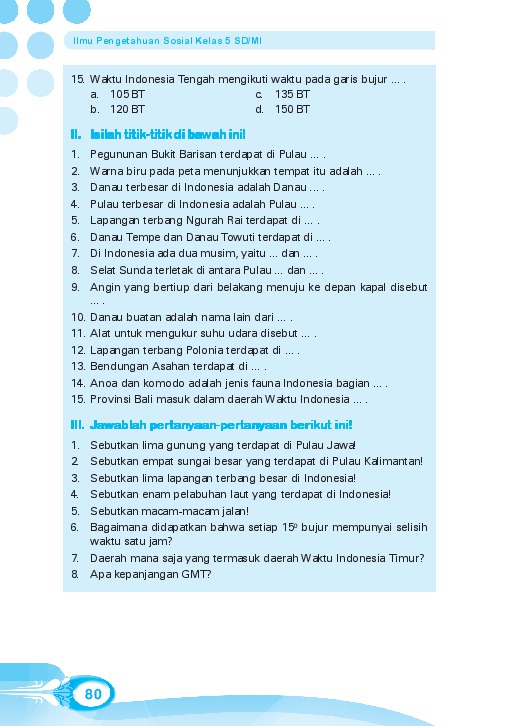 Ilmu Pengetahuan Sosial Kelas 5 SD/MI
15. Waktu Indonesia Tengah mengikuti waktu pada garis bujur ... .
a. 105 BT c. 135 BT
b. 120 BT d. 150 BT
II. Isilah titik-titik di bawah ini!
1. Pegununan Bukit Barisan terdapat di Pulau ... .
2. Warna biru pada peta menunjukkan tempat itu adalah ... .
3. Danau terbesar di Indonesia adalah Danau ... .
4. Pulau terbesar di Indonesia adalah Pulau ... .
5. Lapangan terbang Ngurah Rai terdapat di ... .
6. Danau Tempe dan Danau Towuti terdapat di ... .
7. Di Indonesia ada dua musim, yaitu ... dan ... .
8. Selat Sunda terletak di antara Pulau ... dan ... .
9. Angin yang bertiup dari belakang menuju ke depan kapal disebut
... .
10. Danau buatan adalah nama lain dari ... .
11. Alat untuk mengukur suhu udara disebut ... .
12. Lapangan terbang Polonia terdapat di ... .
13. Bendungan Asahan terdapat di ... .
14. Anoa dan komodo adalah jenis fauna Indonesia bagian ... .
15. Provinsi Bali masuk dalam daerah Waktu Indonesia ... .
III. Jawablah pertanyaan-pertanyaan berikut ini!
1. Sebutkan lima gunung yang terdapat di Pulau Jawa!
2. Sebutkan empat sungai besar yang terdapat di Pulau Kalimantan!
3. Sebutkan lima lapangan terbang besar di Indonesia!
4. Sebutkan enam pelabuhan laut yang terdapat di Indonesia!
5. Sebutkan macam-macam jalan!
6. Bagaimana didapatkan bahwa setiap 15⁰ bujur mempunyai selisih
waktu satu jam?
7. Daerah mana saja yang termasuk daerah Waktu Indonesia Timur?
8. Apa kepanjangan GMT?
80